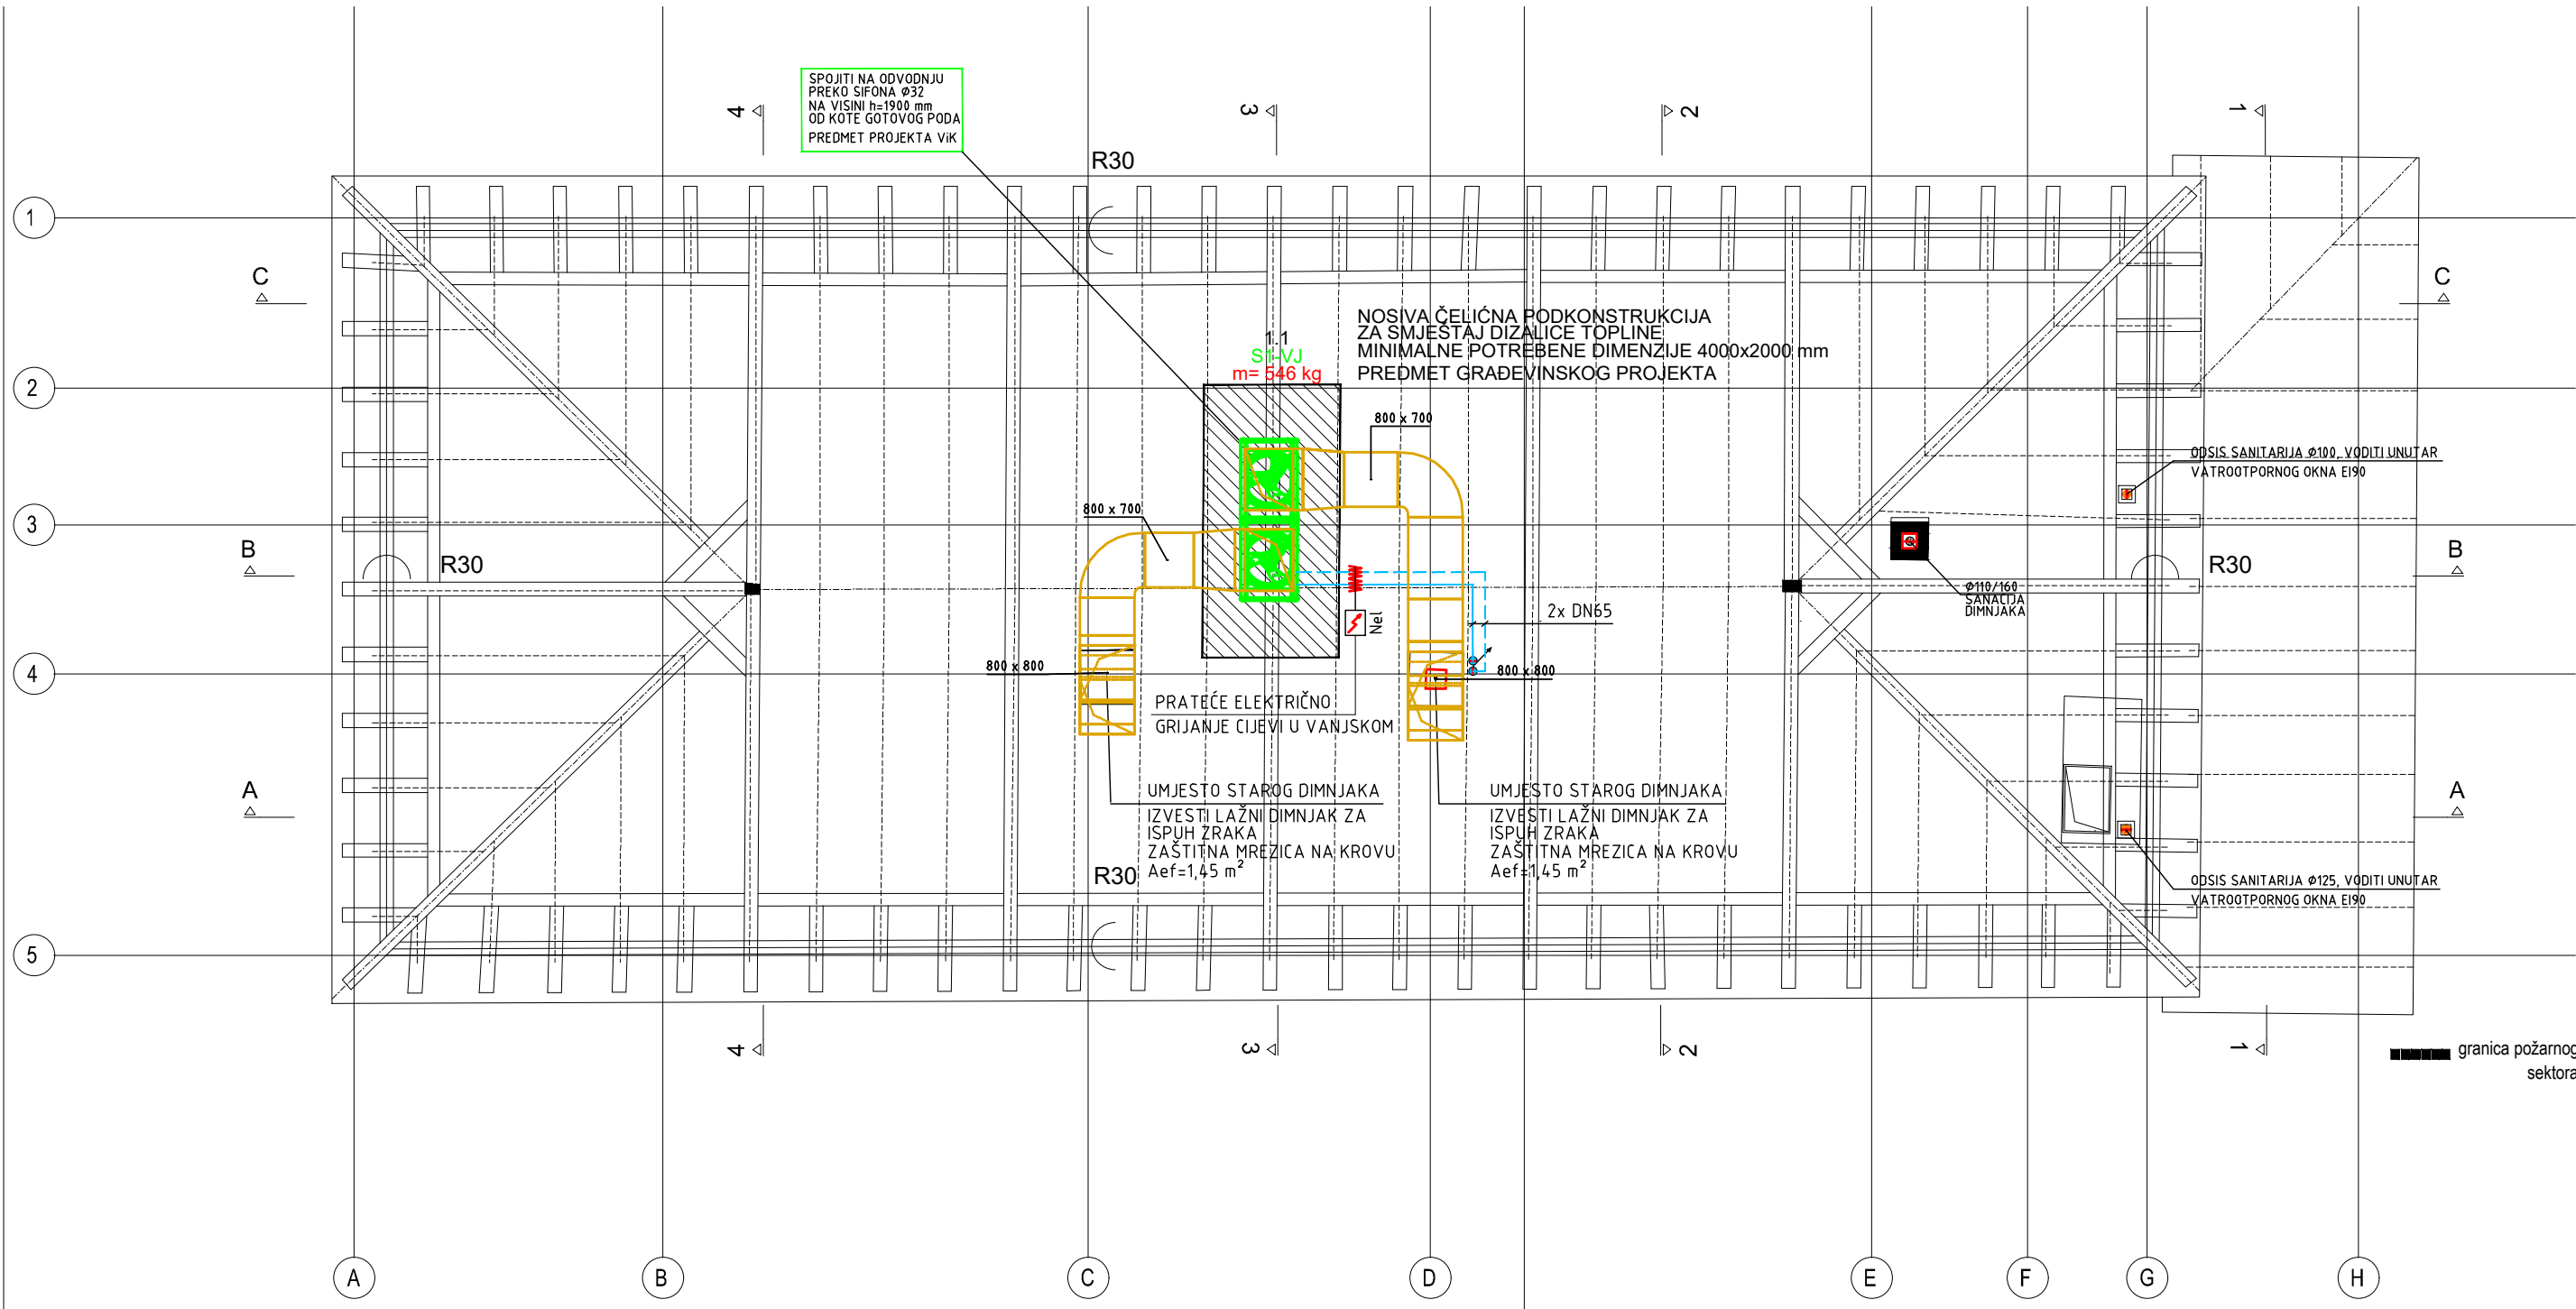 SPOJITI NA ODVODNJU
PREKO SIFONA Ø32
NA VISINI h=1900 mm
OD KOTE GOTOVOG PODA
PREDMET PROJEKTA ViK
4
3
2
1
R30
1
C
C
NOSIVA ČELIĆNA PODKONSTRUKCIJA
ZA SMJEŠTAJ DIZALICE TOPLINE
MINIMALNE POTREBENE DIMENZIJE 4000x2000 mm
PREDMET GRAĐEVINSKOG PROJEKTA
1.1
S1-VJ
m= 546 kg
2
800 x 700
ODSIS SANITARIJA Ø100, VODITI UNUTAR
VATROOTPORNOG OKNA EI90
800 x 700
3
B
R30
R30
B
Ø110/160
SANACIJA
DIMNJAKA
Nel
2x DN65
4
800 x 800
800 x 800
PRATEĆE ELEKTRIČNO
GRIJANJE CIJEVI U VANJSKOM
A
A
UMJESTO STAROG DIMNJAKA
IZVESTI LAŽNI DIMNJAK ZA
ISPUH ZRAKA
ZAŠTITNA MREZICA NA KROVU
Aef=1,45 m²
UMJESTO STAROG DIMNJAKA
IZVESTI LAŽNI DIMNJAK ZA
ISPUH ZRAKA
ZAŠTITNA MREZICA NA KROVU
Aef=1,45 m²
R30
ODSIS SANITARIJA Ø125, VODITI UNUTAR
VATROOTPORNOG OKNA EI90
5
4
3
2
1
granica požarnog
sektora
A
B
C
D
E
F
G
H